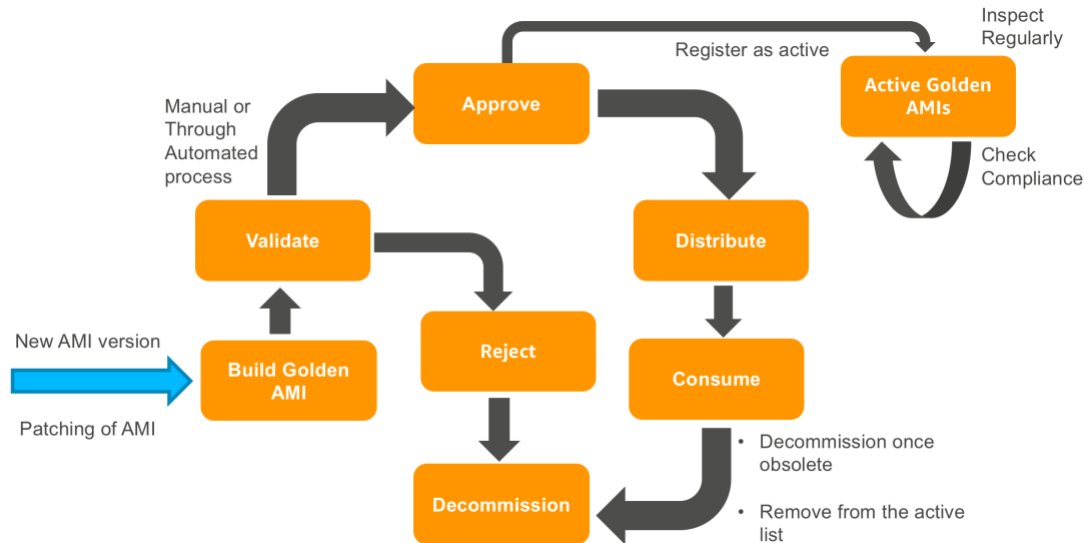 Inspect
Regularly
Register as active
Approve
Active Golden
AMIs
Manual or
Through
Automated
process
Check
Compliance
Validate
Distribute
New AMI version
Build Golden
AMI
Reject
Consume
Patching of AMI
• Decommission once
obsolete
Decommission
• Remove from the active
list